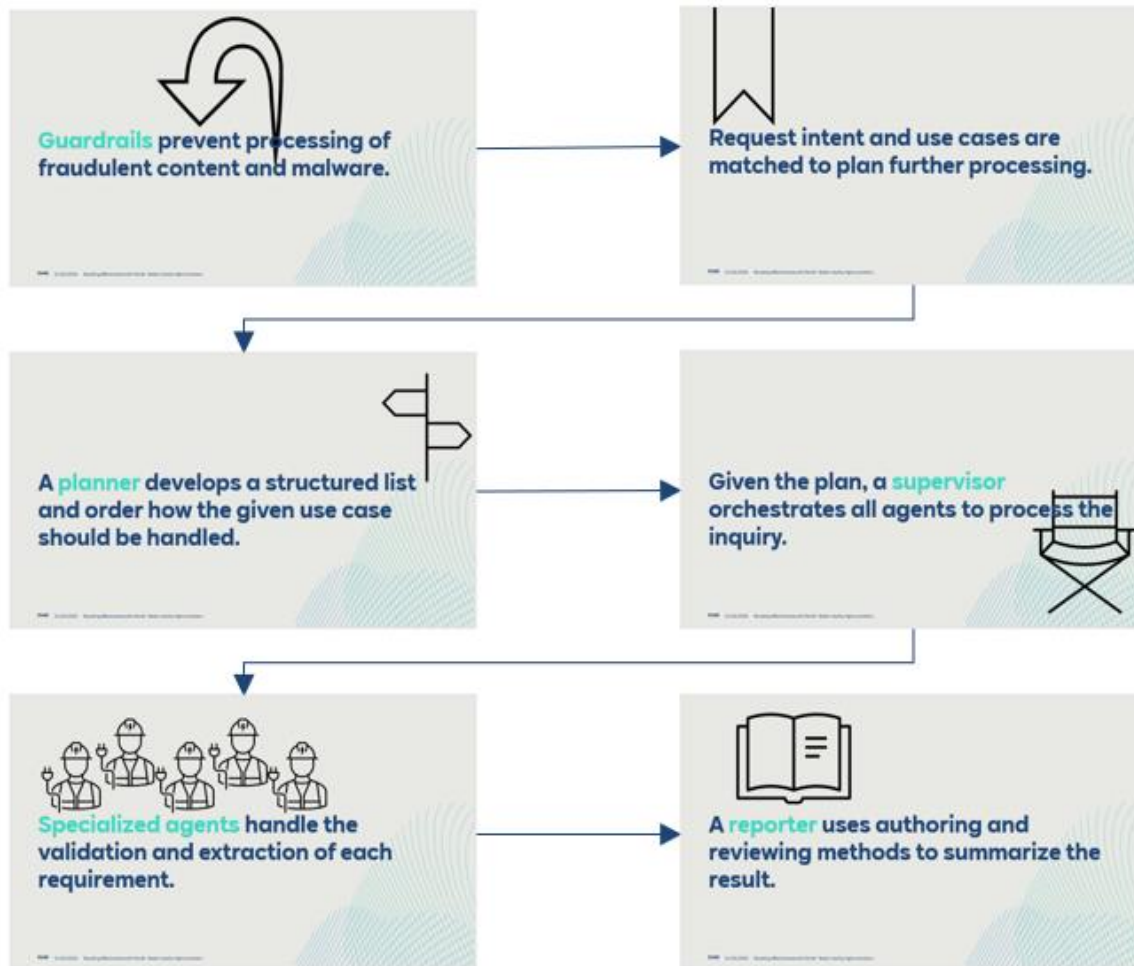 Guardrails prevent processing of
fraudulent content and malware.
Request intent and use cases are
matched to plan further processing.
A planner develops a structured list
and order how the given use case
should be handled.
Given the plan, a supervisor
orchestrates all agents to process the
inquiry.
Specialized agents handle the
validation and extraction of each
requirement.
A reporter uses authoring and
reviewing methods to summarize the
result.